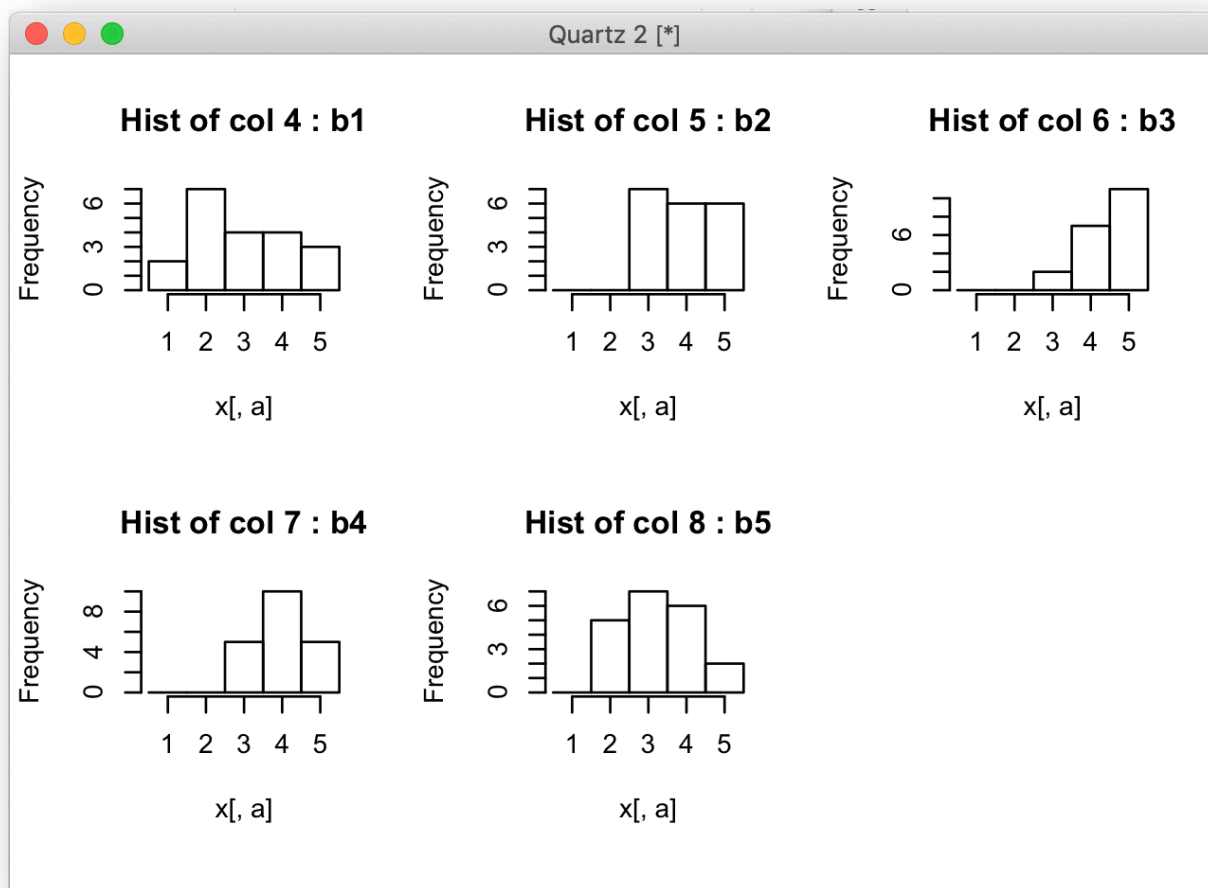 Quartz 2 [*]
Hist of col 4 : b1
Frequency
0 3 6
1 2 3 4 5
x[, a]
Hist of col 5 : b2
Frequency
0 3 6
1 2 3 4 5
x[, a]
Hist of col 6 : b3
Frequency
0 6
1 2 3 4 5
x[, a]
Hist of col 7 : b4
Frequency
0 4 8
1 2 3 4 5
x[, a]
Hist of col 8 : b5
Frequency
0 3 6
1 2 3 4 5
x[, a]